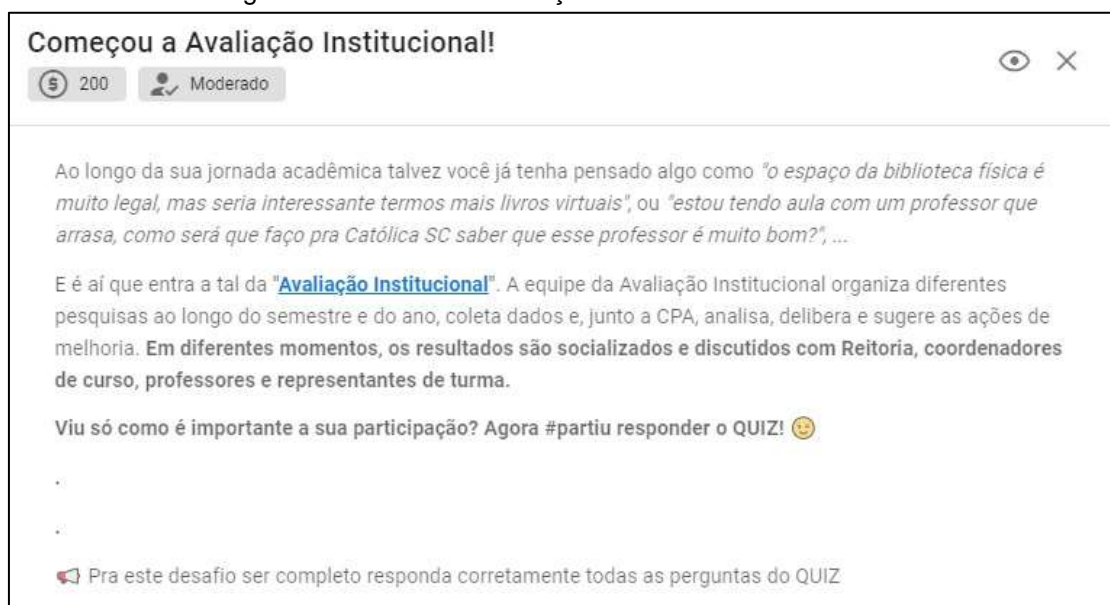 Começou a Avaliação Institucional!
200 Moderado
Ao longo da sua jornada acadêmica talvez você já tenha pensado algo como "o espaço da biblioteca física é
muito legal, mas seria interessante termos mais livros virtuais", ou "estou tendo aula com um professor que
arrasa, como será que faço pra Católica SC saber que esse professor é muito bom?", ...
E é aí que entra a tal da "Avaliação Institucional". A equipe da Avaliação Institucional organiza diferentes
pesquisas ao longo do semestre e do ano, coleta dados e, junto a CPA, analisa, delibera e sugere as ações de
melhoria. Em diferentes momentos, os resultados são socializados e discutidos com Reitoria, coordenadores
de curso, professores e representantes de turma.
Viu só como é importante a sua participação? Agora #partiu responder o QUIZ! 😉
.
.
📢 Pra este desafio ser completo responda corretamente todas as perguntas do QUIZ